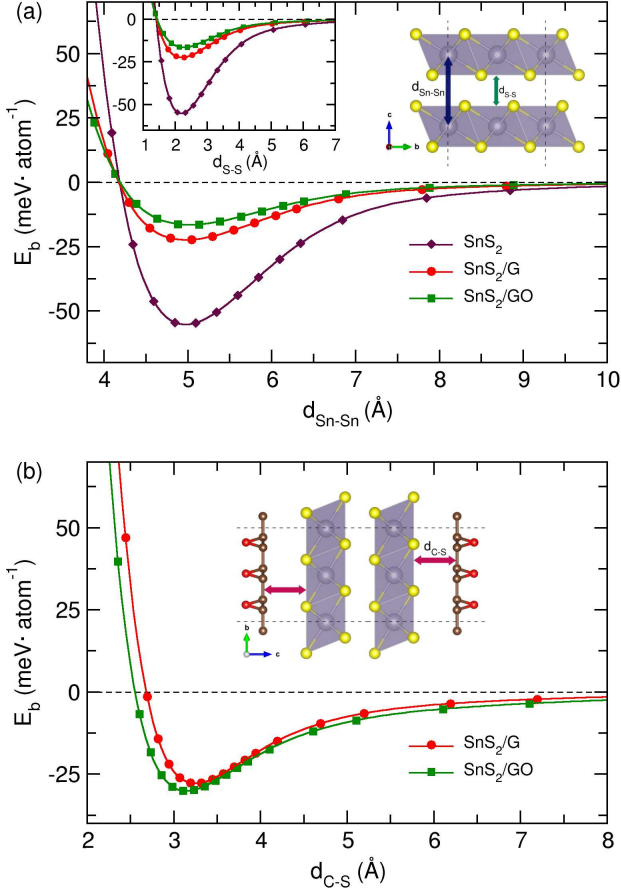 (a)
50
25
0
-25
-50
E_b (meV· atom⁻¹)
0
-25
-50
1 2 3 4 5 6 7
d_S-S (Å)
d_Sn-Sn
d_S-S
c
b
SnS₂
SnS₂/G
SnS₂/GO
4 5 6 7 8 9 10
d_Sn-Sn (Å)
(b)
50
25
0
-25
E_b (meV· atom⁻¹)
d_C-S
b
c
SnS₂/G
SnS₂/GO
2 3 4 5 6 7 8
d_C-S (Å)